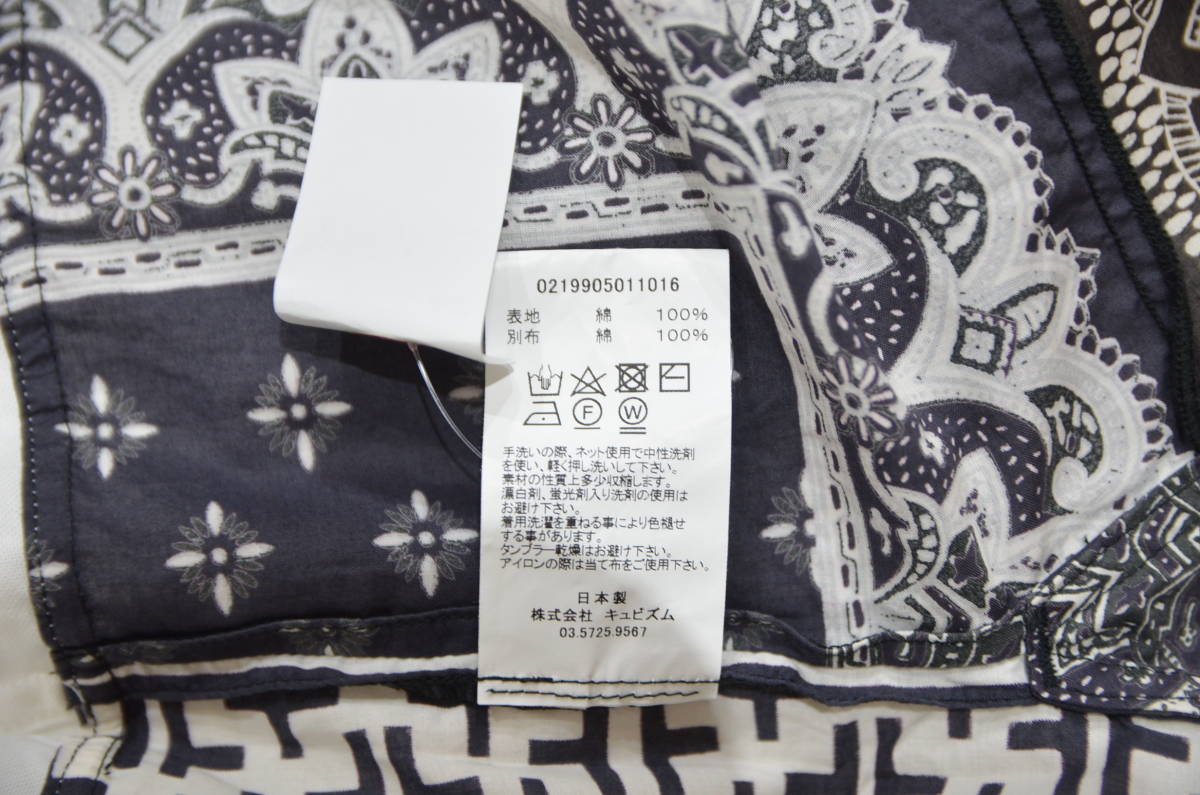 0219905011016
表地 綿 100%
別布 綿 100%
F W
手洗いの際、ネット使用で中性洗剤
を使い、軽く押し洗いして下さい。
素材の性質上多少収縮します。
漂白剤、蛍光剤入り洗剤の使用は
お避け下さい。
着用洗濯を重ねる事により色褪せ
する事があります。
タンブラー乾燥はお避け下さい。
アイロンの際は当て布をご使用下さい。
日本製
株式会社 キュビズム
03.5725.9567